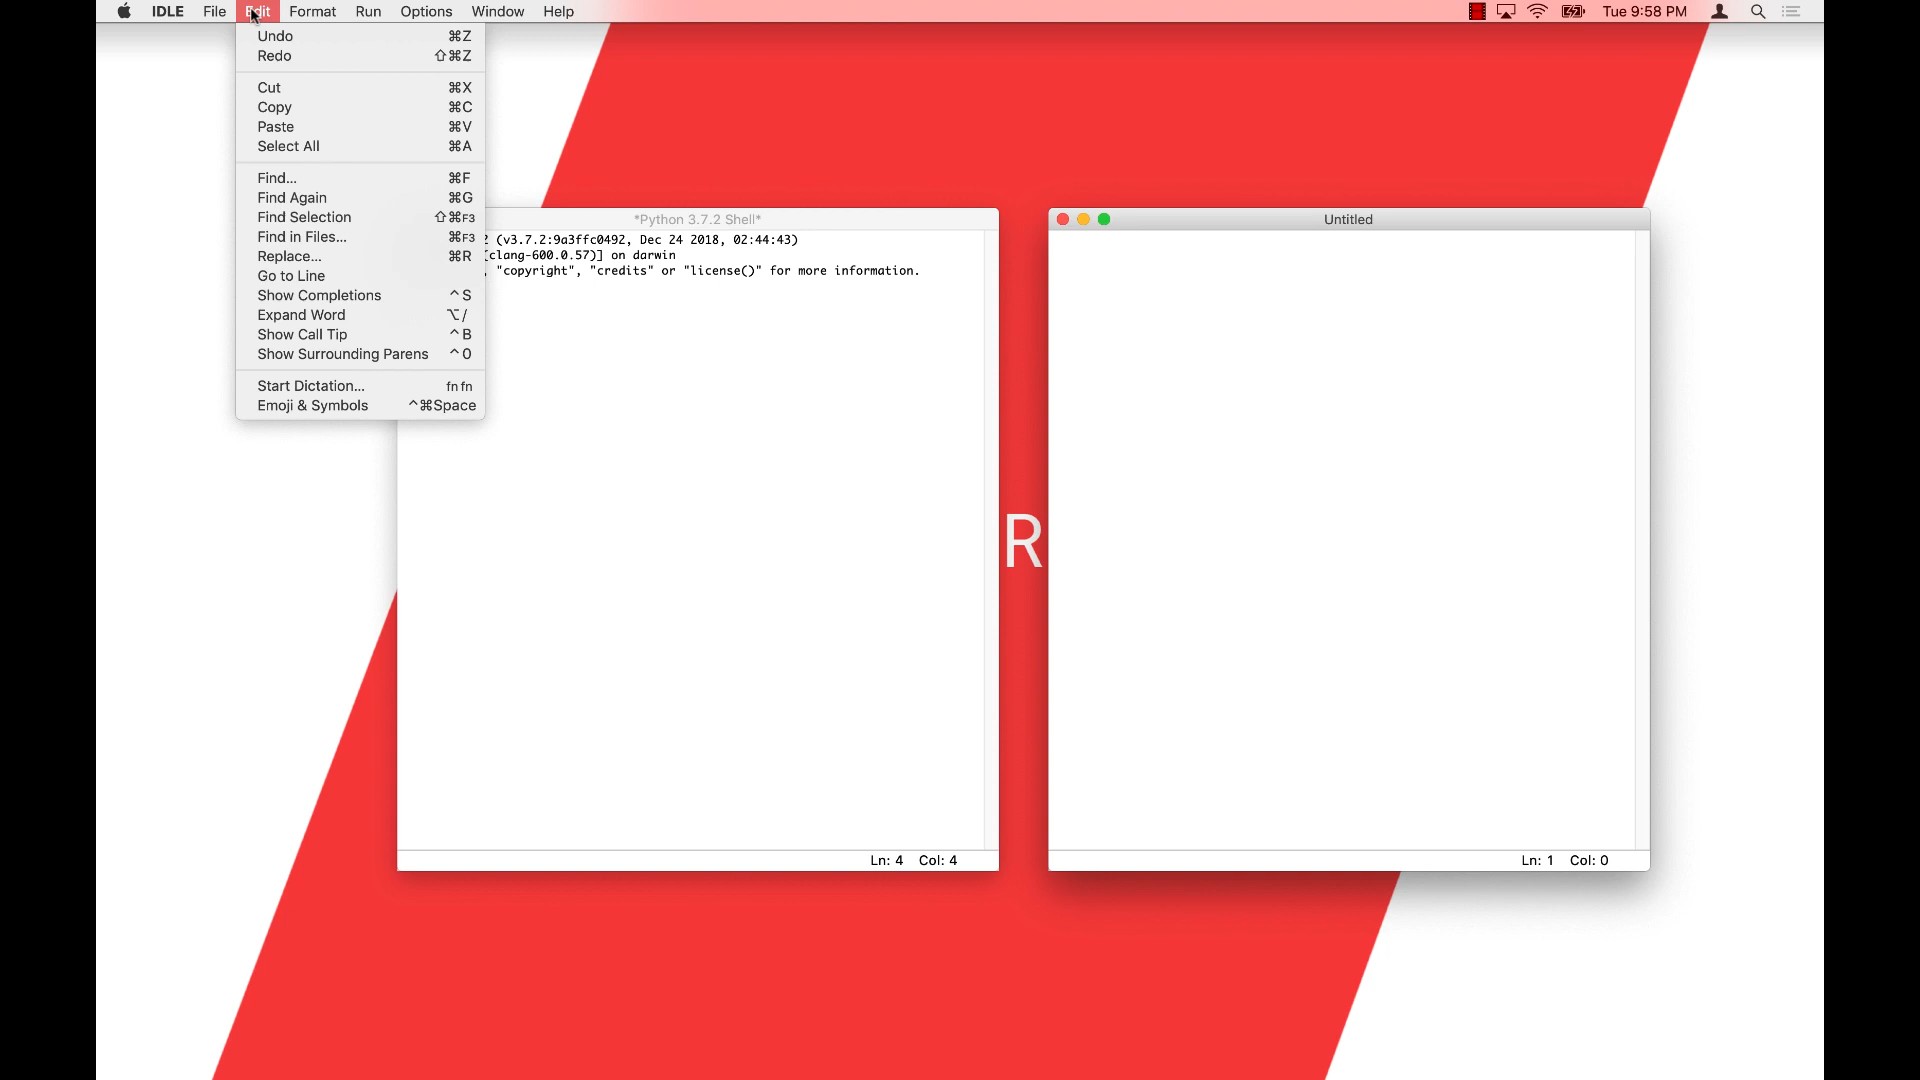 IDLE File Edit Format Run Options Window Help Tue 9:58 PM
Undo ⌘Z
Redo ⇧⌘Z
Cut ⌘X
Copy ⌘C
Paste ⌘V
Select All ⌘A
Find... ⌘F
Find Again ⌘G
Find Selection ⇧⌘F3
Find in Files... ⌘F3
Replace... ⌘R
Go to Line
Show Completions ^S
Expand Word ⌥/
Show Call Tip ^B
Show Surrounding Parens ^0
Start Dictation... fn fn
Emoji & Symbols ^⌘Space
*Python 3.7.2 Shell*
2 (v3.7.2:9a3ffc0492, Dec 24 2018, 02:44:43)
[clang-600.0.57)] on darwin
, "copyright", "credits" or "license()" for more information.
Ln: 4 Col: 4
R
Untitled
Ln: 1 Col: 0